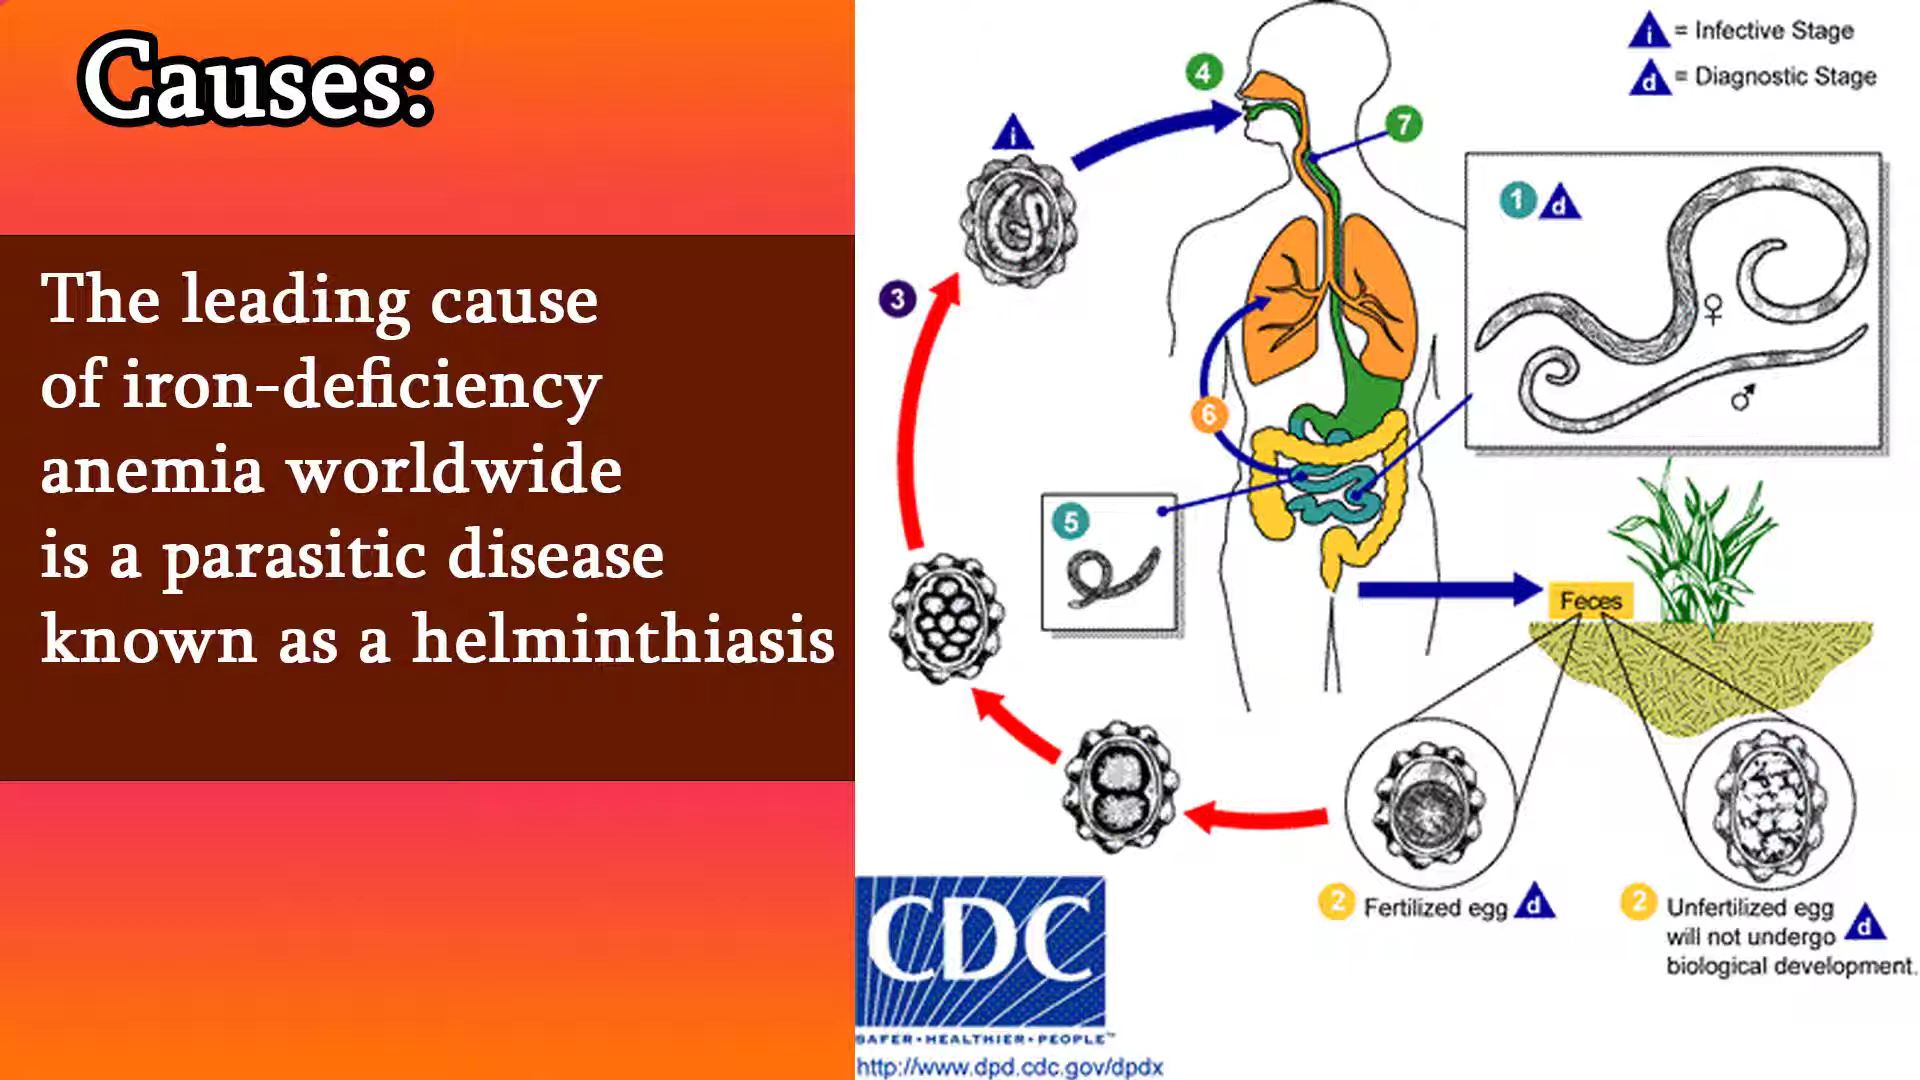 Causes:
The leading cause
of iron-deficiency
anemia worldwide
is a parasitic disease
known as a helminthiasis
i = Infective Stage
d = Diagnostic Stage
4
7
i
1 d
♀
♂
3
6
5
Feces
2 Fertilized egg d
2 Unfertilized egg
will not undergo d
biological development.
CDC
SAFER • HEALTHIER • PEOPLE™
http://www.dpd.cdc.gov/dpdx